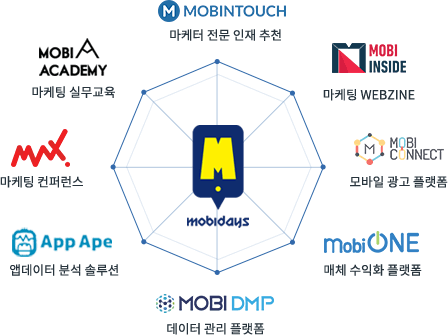 MOBINTOUCH
마케터 전문 인재 추천
MOBI
ACADEMY
마케팅 실무교육
MOBI
INSIDE
마케팅 WEBZINE
MAX.
마케팅 컨퍼런스
M
mobidays
MOBI
CONNECT
모바일 광고 플랫폼
App Ape
앱데이터 분석 솔루션
MobiONE
매체 수익화 플랫폼
MOBI DMP
데이터 관리 플랫폼